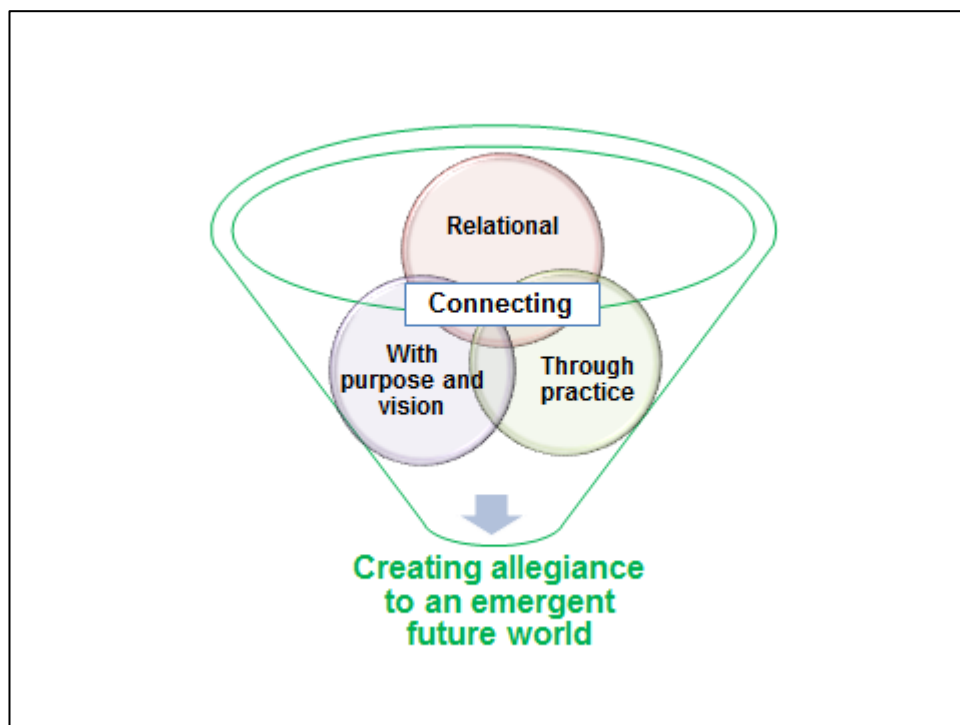 Relational
Connecting
With
purpose and
vision
Through
practice
Creating allegiance
to an emergent
future world